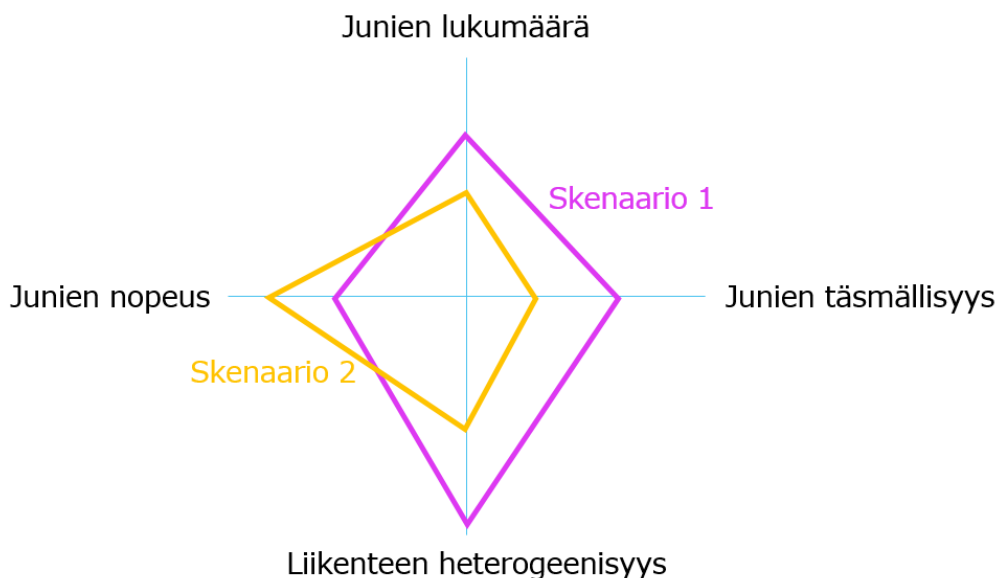 Junien lukumäärä
Skenaario 1
Junien nopeus
Junien täsmällisyys
Skenaario 2
Liikenteen heterogeenisyys